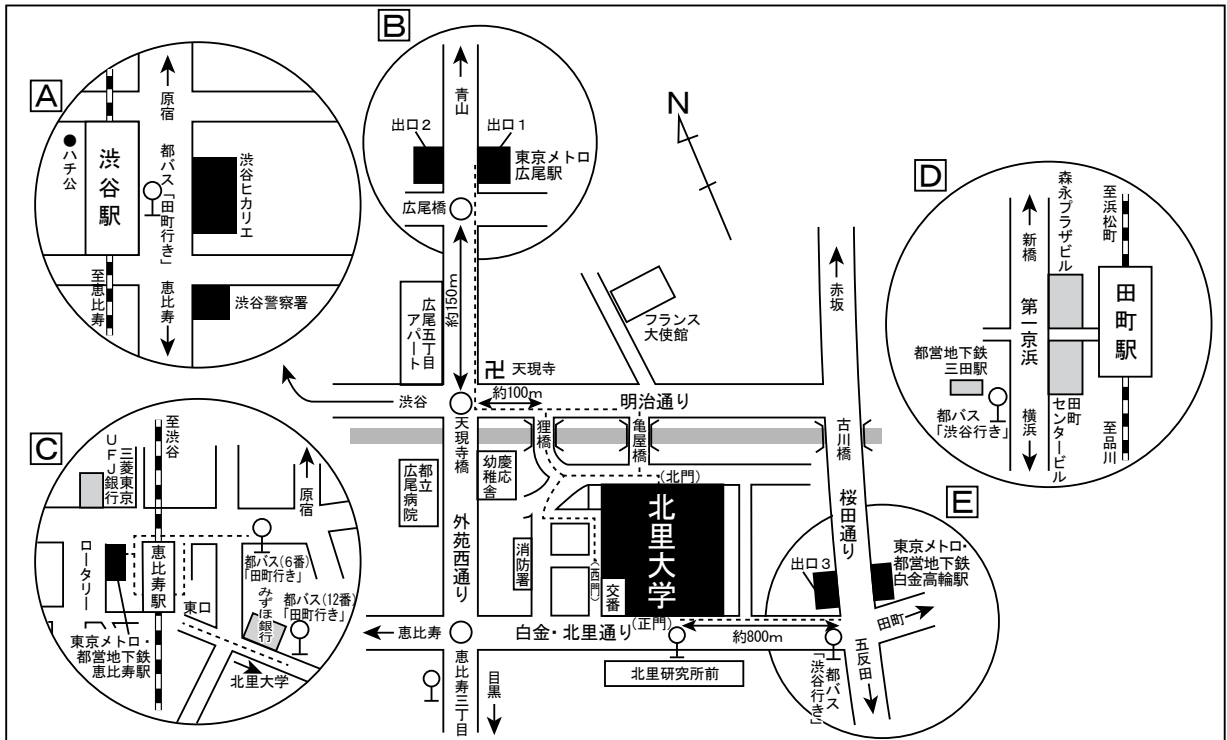 A
原宿
ハチ公
渋谷駅
都バス「田町行き」
渋谷ヒカリエ
至恵比寿
恵比寿
渋谷警察署
B
青山
出口2
出口1
東京メトロ
広尾駅
広尾橋
約150m
広尾五丁目
アパート
N
フランス
大使館
赤坂
卍 天現寺
渋谷
約100m
明治通り
天現寺橋
狸橋
亀屋橋
古川橋
都立
広尾病院
慶応
幼稚舎
(北門)
北里大学
外苑西通り
消防署
(西門)
交番
(正門)
桜田通り
恵比寿
白金・北里通り
約800m
北里研究所前
恵比寿三丁目
目黒
C
至渋谷
三菱東京
UFJ銀行
原宿
ロータリー
恵比寿駅
都バス(6番)
「田町行き」
東口
みずほ銀行
都バス(12番)
「田町行き」
東京メトロ・
都営地下鉄
恵比寿駅
北里大学
D
森永プラザビル
至浜松町
新橋
第一京浜
田町駅
都営地下鉄
三田駅
都バス
「渋谷行き」
横浜
田町
センタービル
至品川
E
出口3
東京メトロ・
都営地下鉄
白金高輪駅
田町
五反田
都バス
「渋谷行き」